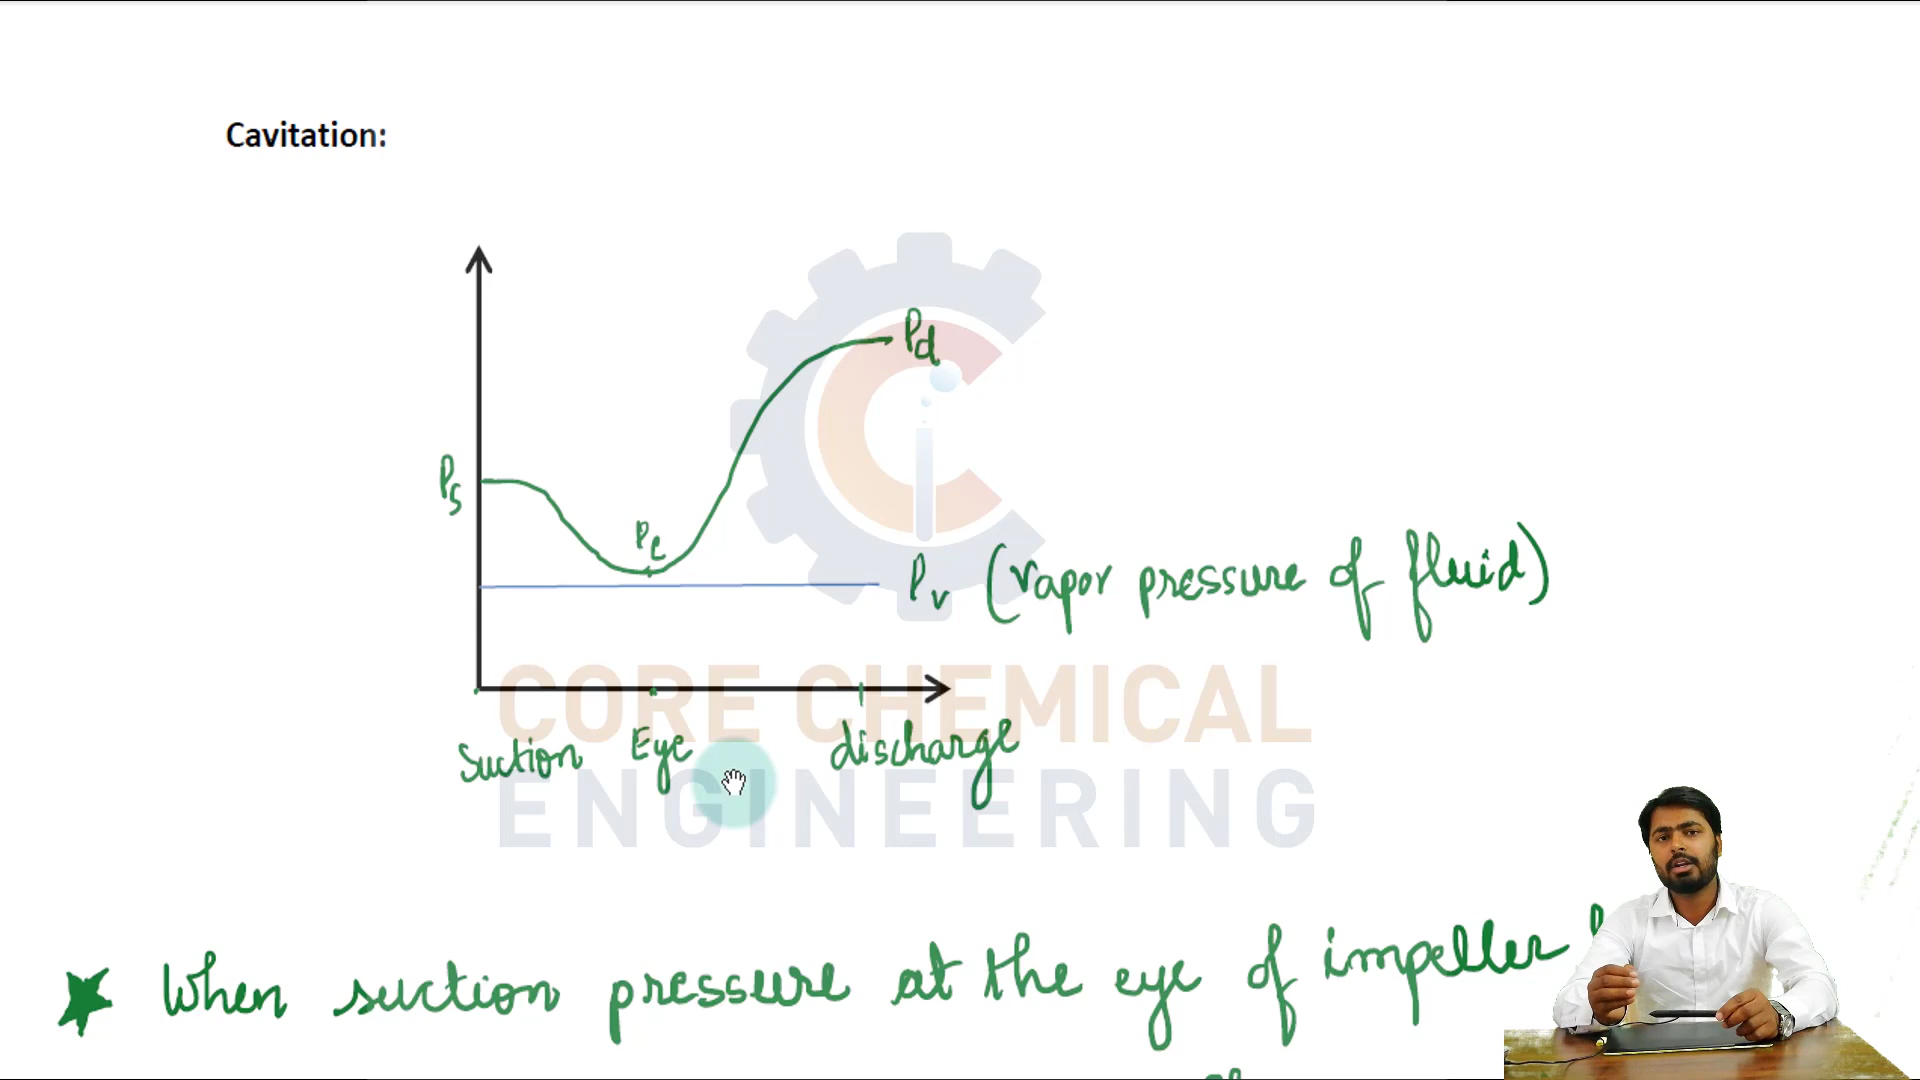 Cavitation:
Pd
Ps
Pe
Pv (vapor pressure of fluid)
CORE CHEMICAL
Suction Eye discharge
ENGINEERING
When suction pressure at the eye of impeller